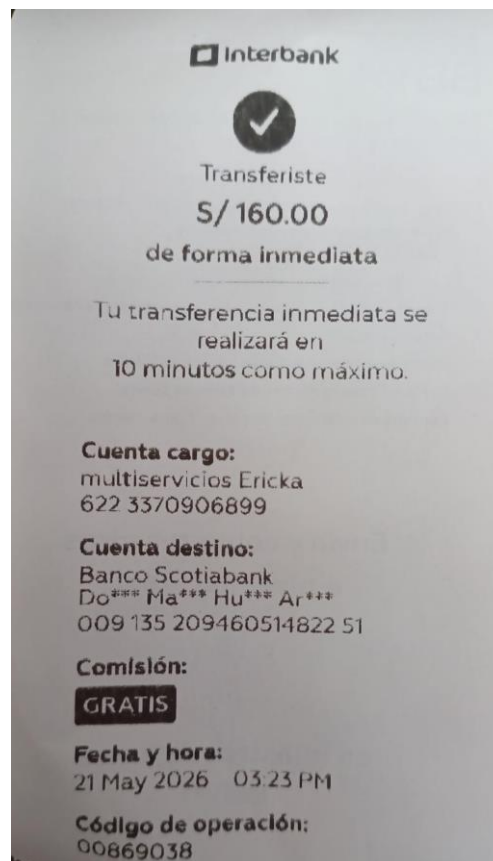 Interbank
Transferiste
S/ 160.00
de forma inmediata
Tu transferencia inmediata se
realizará en
10 minutos como máximo.
Cuenta cargo:
multiservicios Ericka
622 3370906899
Cuenta destino:
Banco Scotiabank
Do*** Ma*** Hu*** Ar***
009 135 209460514822 51
Comisión:
GRATIS
Fecha y hora:
21 May 2026 03:23 PM
Código de operación:
00869038